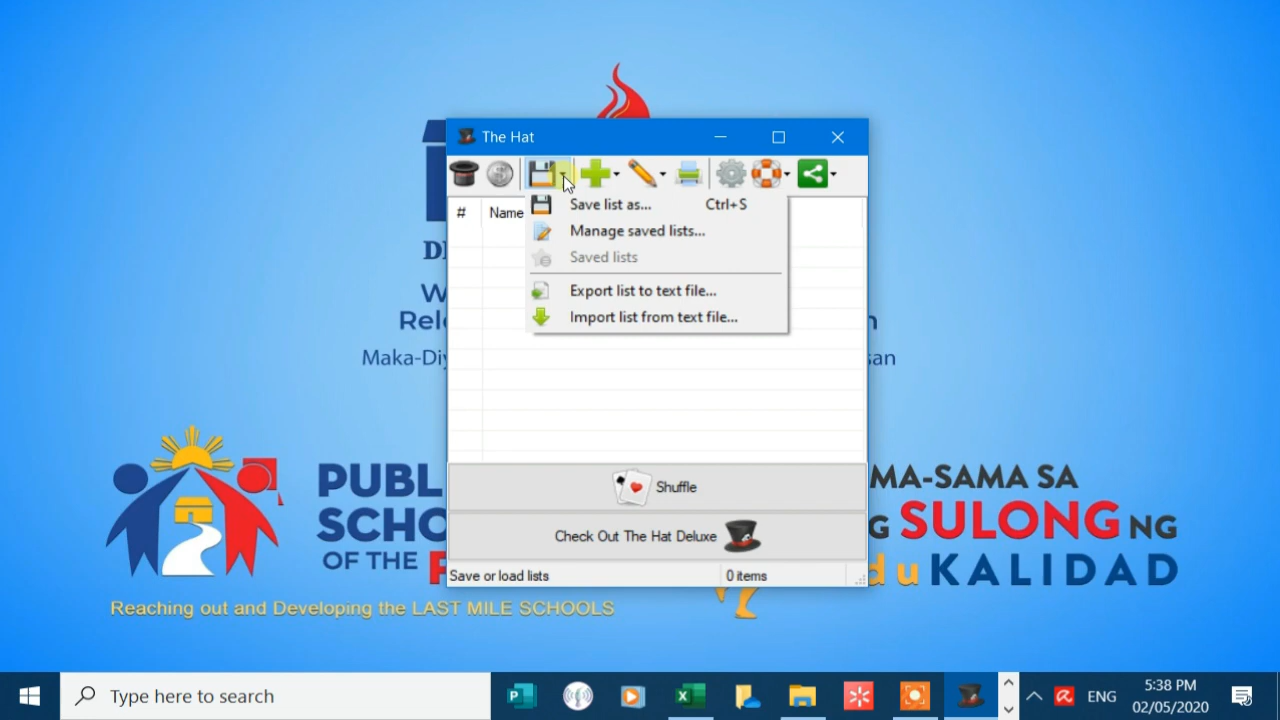 The Hat
# Name
Save list as... Ctrl+S
Manage saved lists...
Saved lists
Export list to text file...
Import list from text file...
Shuffle
Check Out The Hat Deluxe
Save or load lists 0 items
Maka-Diy
san
PUBL
SCHO
OF THE F
Reaching out and Developing the LAST MILE SCHOOLS
MA-SAMA SA
G SULONG NG
du KALIDAD
Type here to search
ENG
5:38 PM
02/05/2020